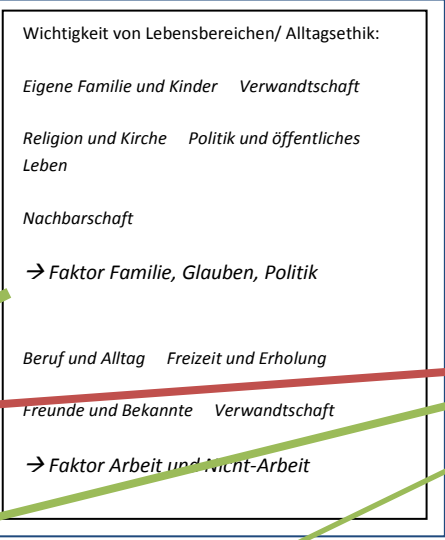 Wichtigkeit von Lebensbereichen/ Alltagsethik:
Eigene Familie und Kinder Verwandtschaft
Religion und Kirche Politik und öffentliches
Leben
Nachbarschaft
→ Faktor Familie, Glauben, Politik
Beruf und Alltag Freizeit und Erholung
Freunde und Bekannte Verwandtschaft
→ Faktor Arbeit und Nicht-Arbeit